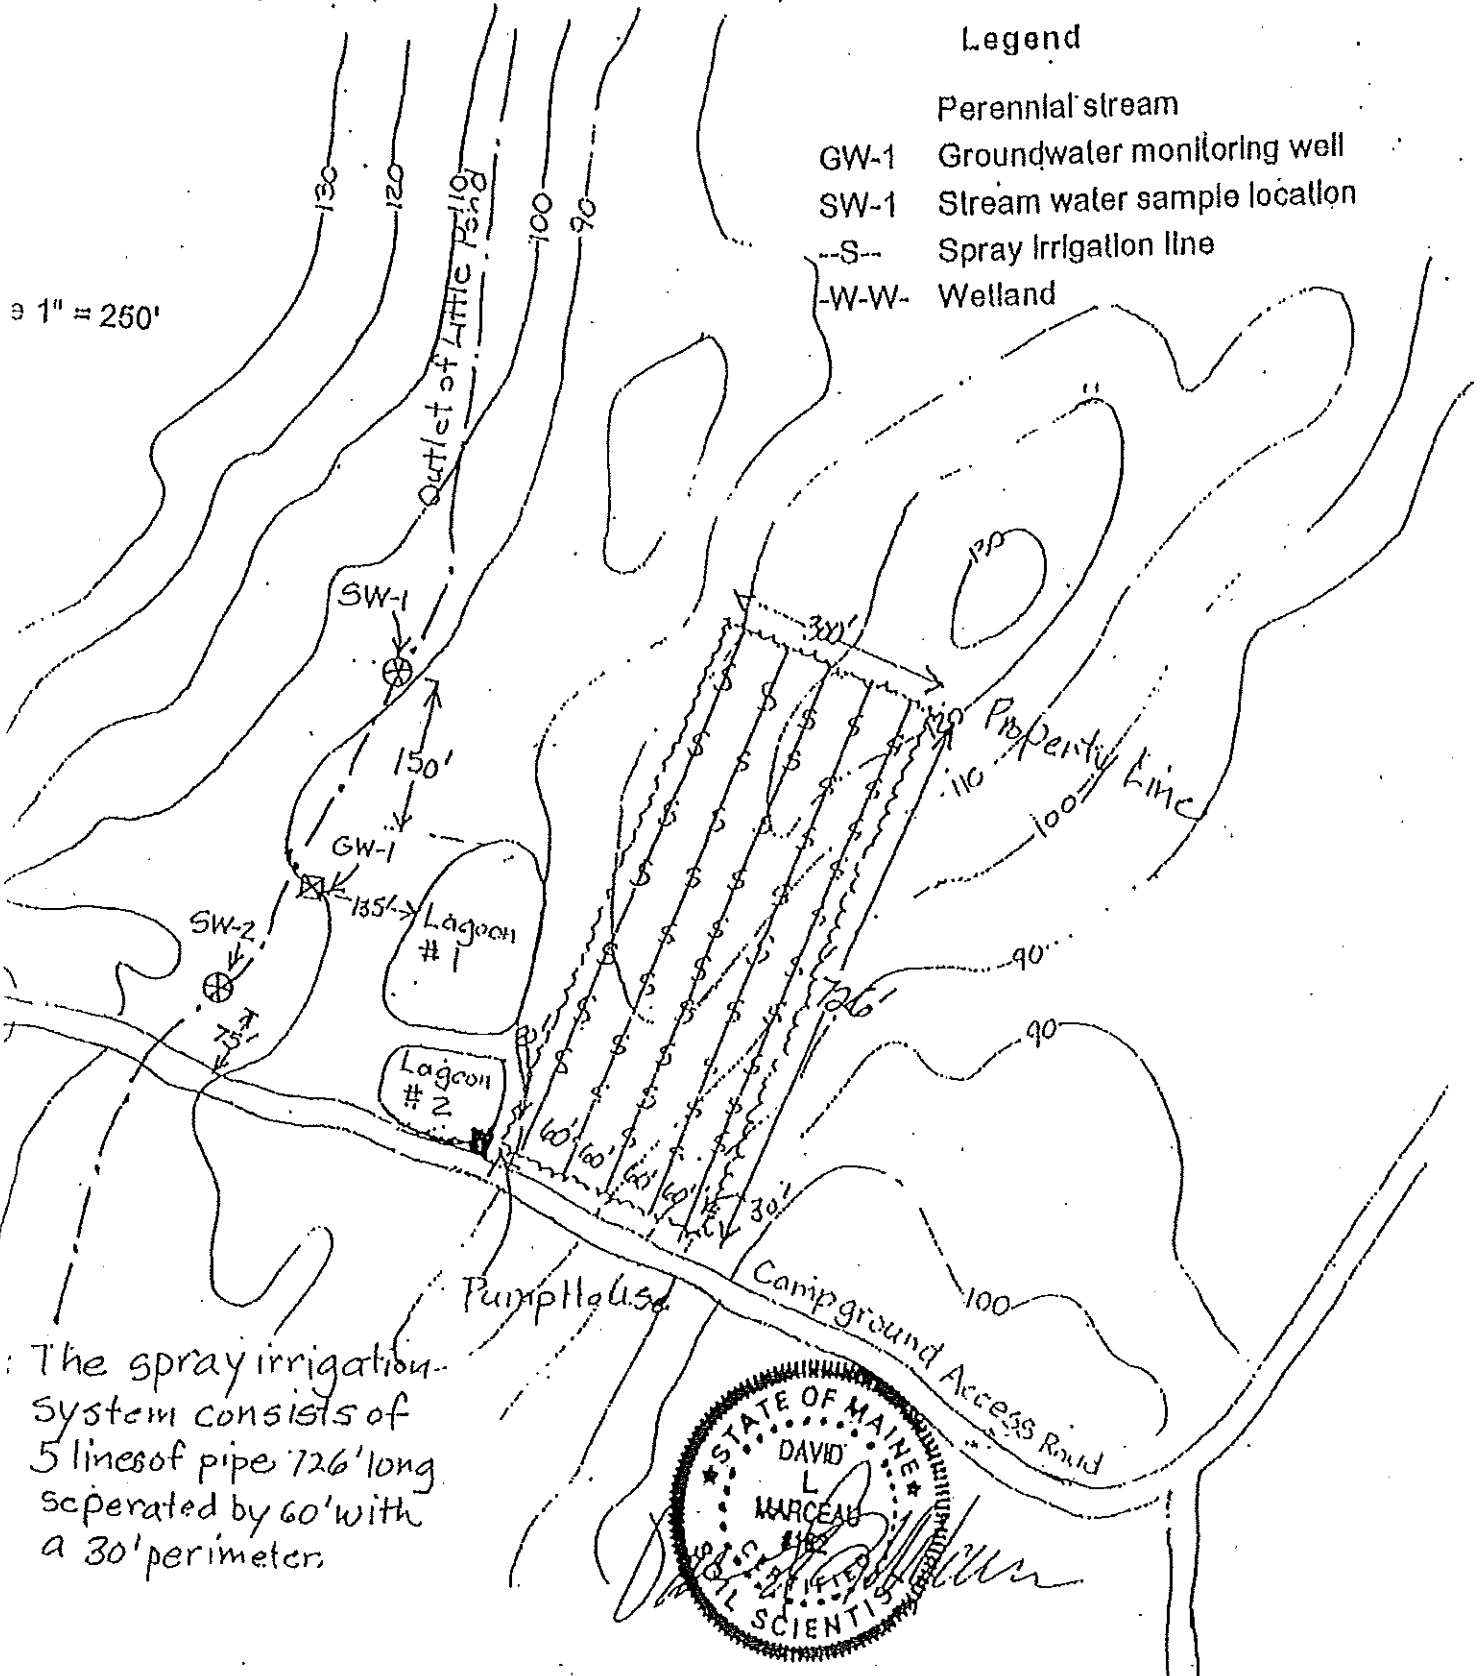 Legend
Perennial stream
GW-1 Groundwater monitoring well
SW-1 Stream water sample location
--S-- Spray Irrigation line
-W-W- Wetland
1" = 250'
130
120
110
100
90
Outlet of Little Pond
120
SW-1
300'
150'
120
Property Line
110
100
GW-1
135'
Lagoon
# 1
SW-2
90
726'
75'
90
Lagoon
# 2
60'
60'
60'
60'
30'
PumpHouse
100
Campground Access Road
: The spray irrigation
system consists of
5 lines of pipe 726' long
seperated by 60' with
a 30' perimeter.
STATE OF MAINE
DAVID
L
MARCEAU
CERTIFIED
SOIL SCIENTIST